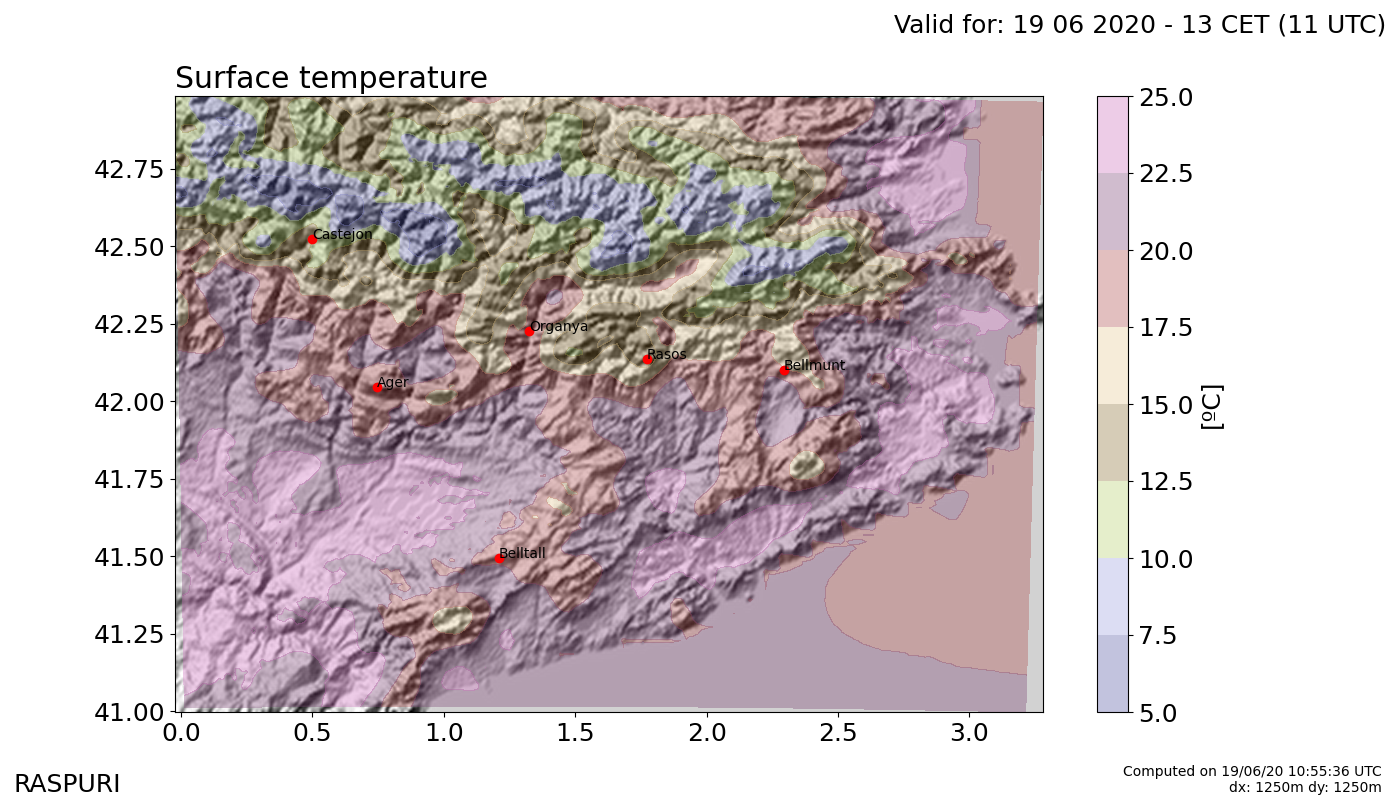 Valid for: 19 06 2020 - 13 CET (11 UTC)
Surface temperature
42.75
42.50
42.25
42.00
41.75
41.50
41.25
41.00
0.0
0.5
1.0
1.5
2.0
2.5
3.0
Castejon
Organya
Rasos
Bellmunt
Ager
Belltall
25.0
22.5
20.0
17.5
15.0
12.5
10.0
7.5
5.0
[ºC]
RASPURI
Computed on 19/06/20 10:55:36 UTC
dx: 1250m dy: 1250m